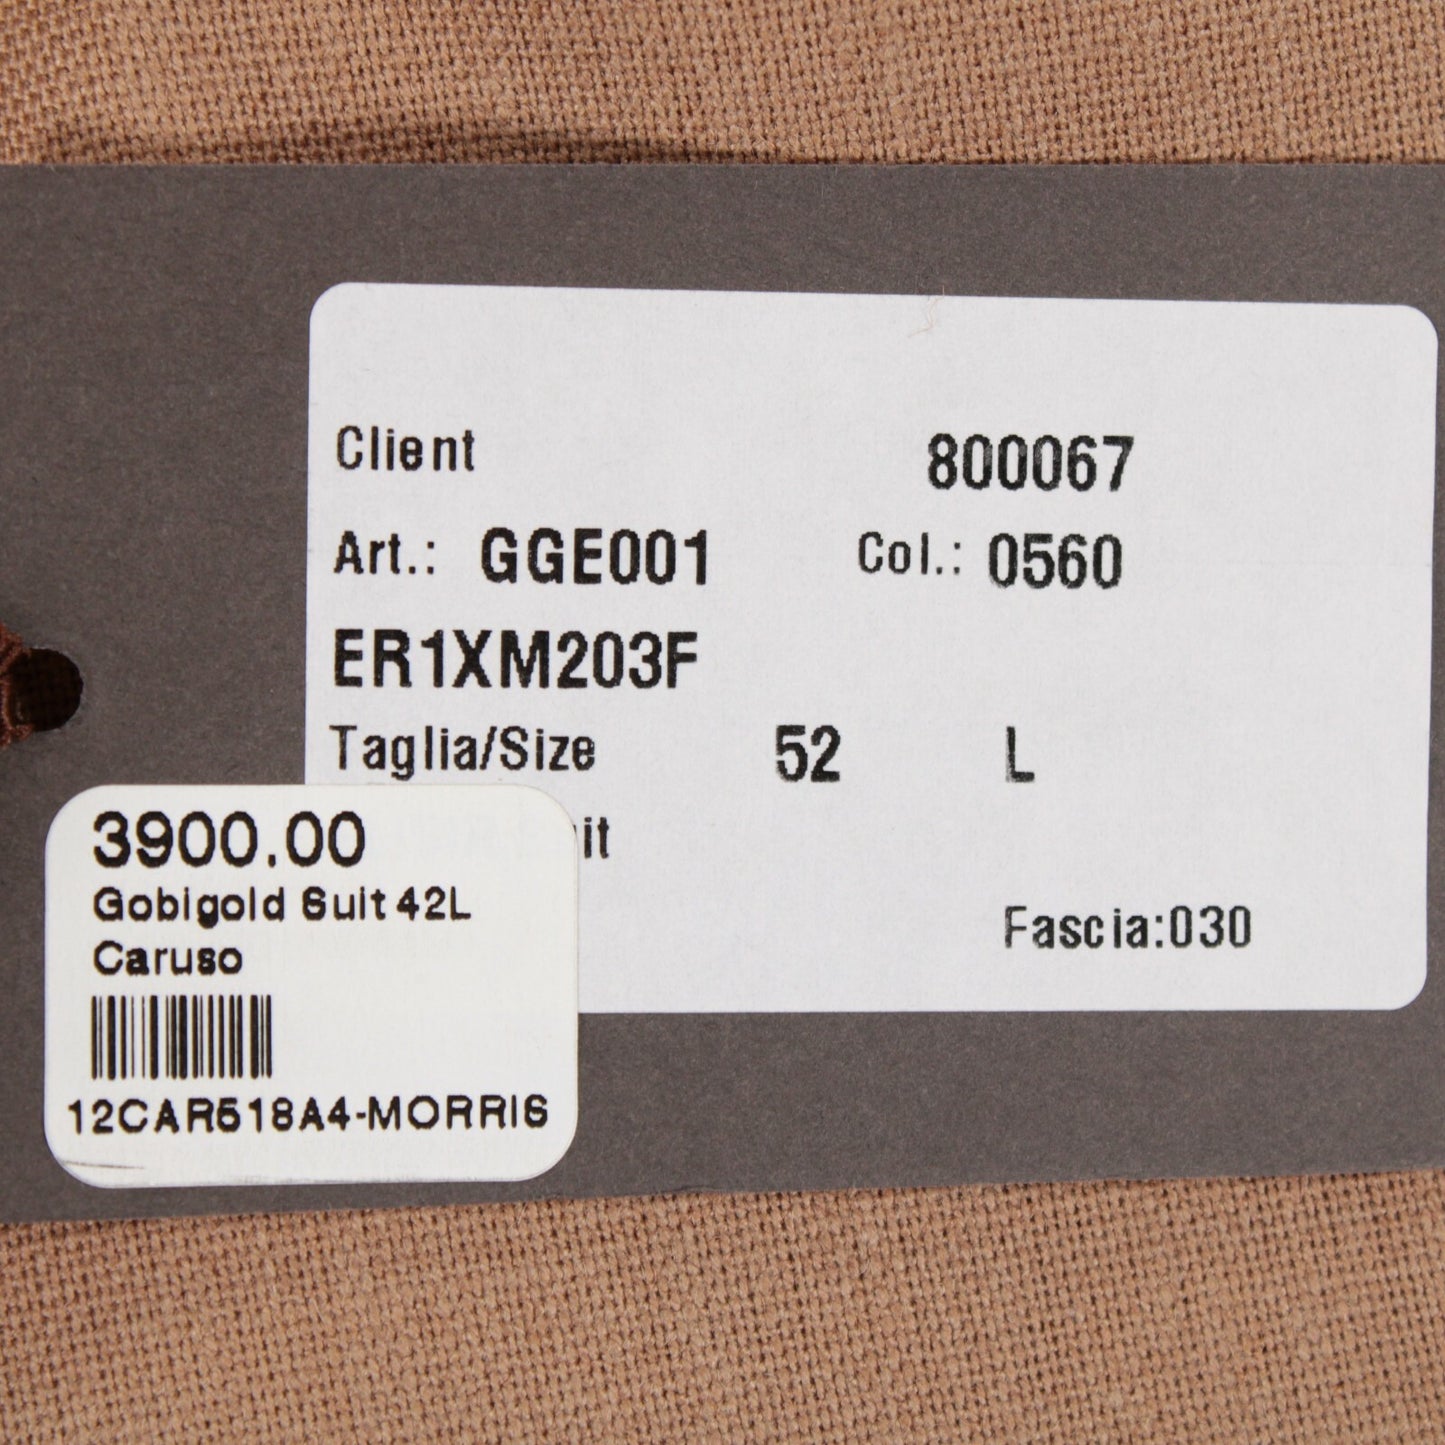 Client 800067
Art.: GGE001 Col.: 0560
ER1XM203F
Taglia/Size 52 L
Fascia:030
3900.00
Gobigold Suit 42L
Caruso
12CAR518A4-MORRIS